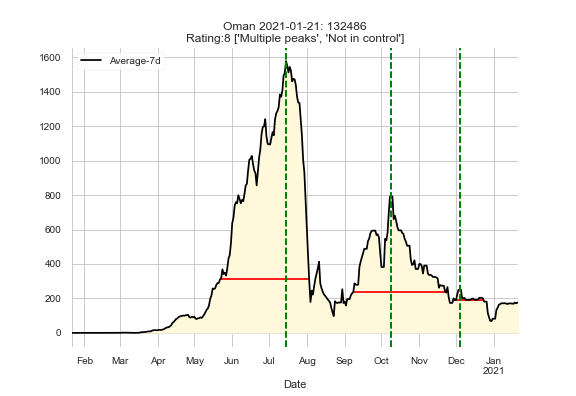 Oman 2021-01-21: 132486
Rating:8 ['Multiple peaks', 'Not in control']
Average-7d
1600
1400
1200
1000
800
600
400
200
0
Feb Mar Apr May Jun Jul Aug Sep Oct Nov Dec Jan
2021
Date